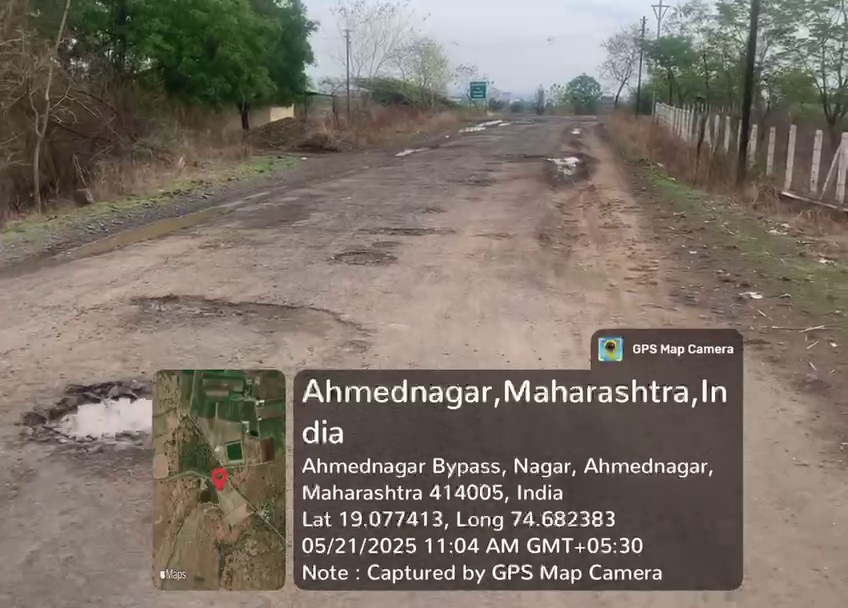 GPS Map Camera
Ahmednagar,Maharashtra,In
dia
Ahmednagar Bypass, Nagar, Ahmednagar,
Maharashtra 414005, India
Lat 19.077413, Long 74.682383
05/21/2025 11:04 AM GMT+05:30
Note : Captured by GPS Map Camera
Maps